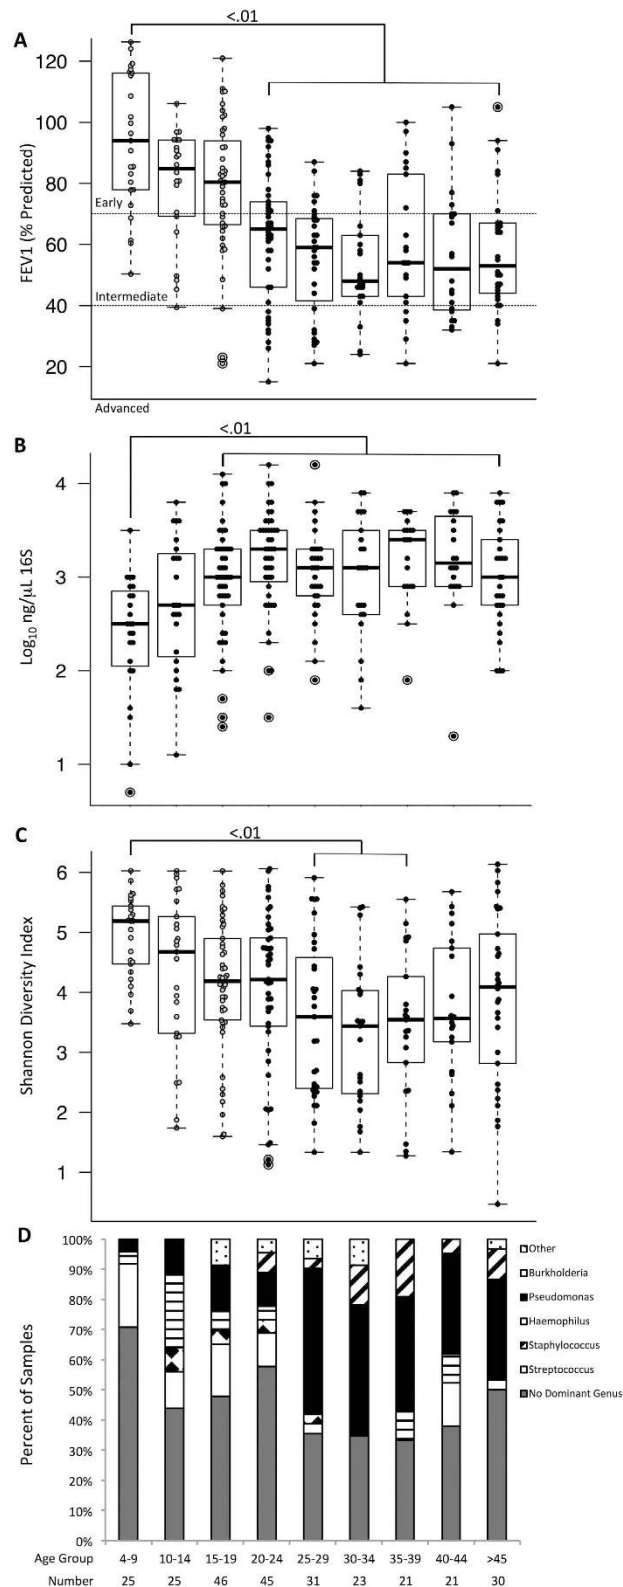 A
<.01
120
100
80
60
40
20
FEV1 (% Predicted)
Early
Intermediate
Advanced
B
<.01
4
3
2
1
Log₁₀ ng/μL 16S
C
<.01
6
5
4
3
2
1
Shannon Diversity Index
D
100%
90%
80%
70%
60%
50%
40%
30%
20%
10%
0%
Percent of Samples
Other
Burkholderia
Pseudomonas
Haemophilus
Staphylococcus
Streptococcus
No Dominant Genus
Age Group 4-9 10-14 15-19 20-24 25-29 30-34 35-39 40-44 >45
Number 25 25 46 45 31 23 21 21 30